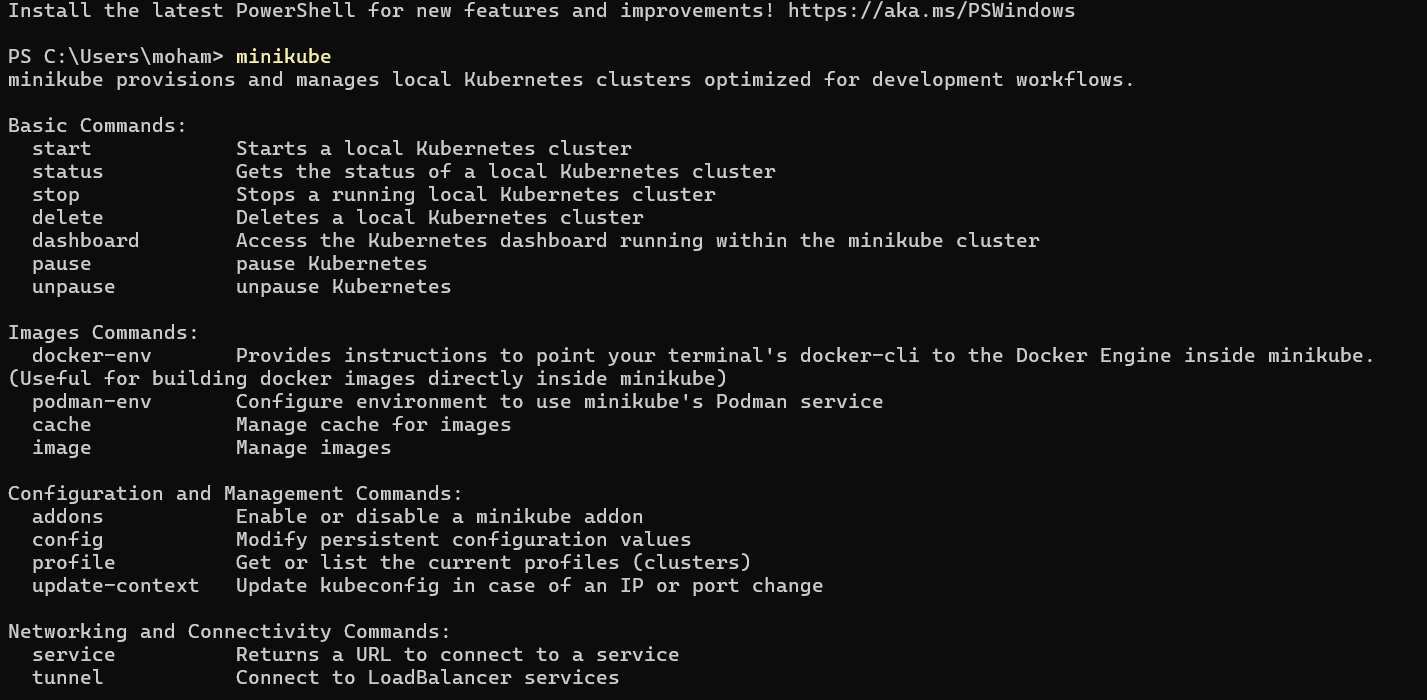 Install the latest PowerShell for new features and improvements! https://aka.ms/PSWindows
PS C:\Users\moham> minikube
minikube provisions and manages local Kubernetes clusters optimized for development workflows.
Basic Commands:
start Starts a local Kubernetes cluster
status Gets the status of a local Kubernetes cluster
stop Stops a running local Kubernetes cluster
delete Deletes a local Kubernetes cluster
dashboard Access the Kubernetes dashboard running within the minikube cluster
pause pause Kubernetes
unpause unpause Kubernetes
Images Commands:
docker-env Provides instructions to point your terminal's docker-cli to the Docker Engine inside minikube.
(Useful for building docker images directly inside minikube)
podman-env Configure environment to use minikube's Podman service
cache Manage cache for images
image Manage images
Configuration and Management Commands:
addons Enable or disable a minikube addon
config Modify persistent configuration values
profile Get or list the current profiles (clusters)
update-context Update kubeconfig in case of an IP or port change
Networking and Connectivity Commands:
service Returns a URL to connect to a service
tunnel Connect to LoadBalancer services